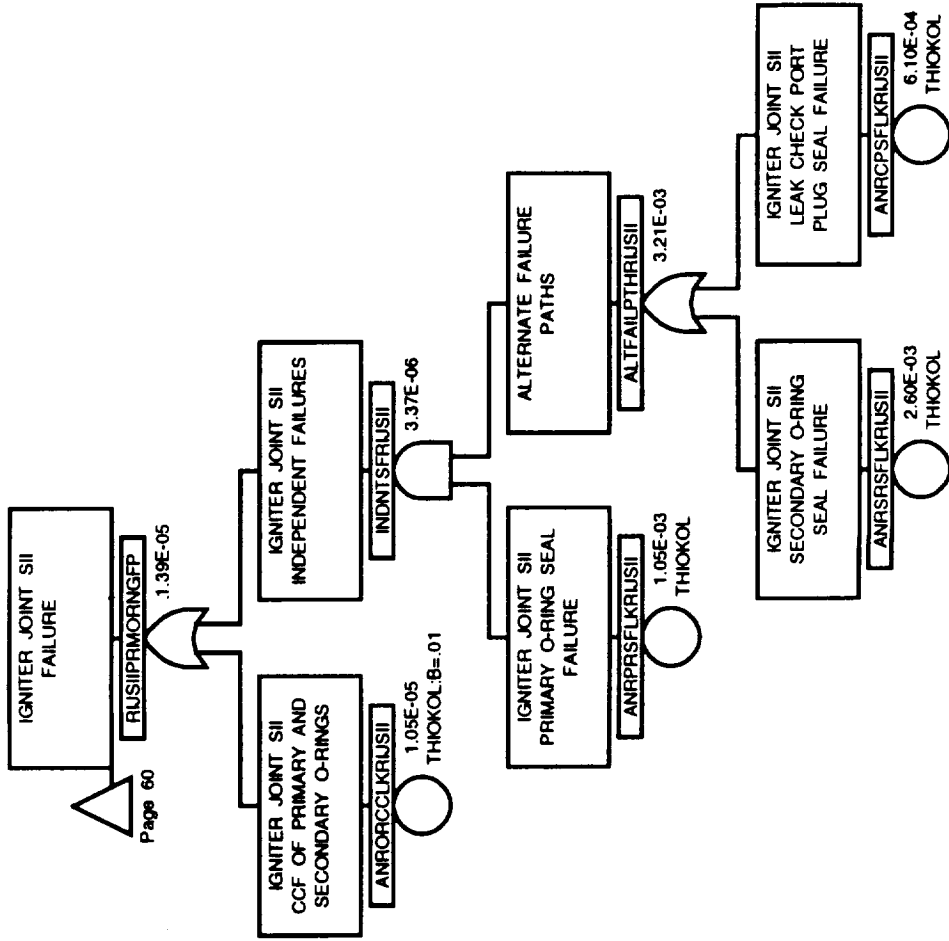 IGNITER JOINT SII
FAILURE
RIJSIIPRMORNGFP
1.39E-05
Page 60
IGNITER JOINT SII
CCF OF PRIMARY AND
SECONDARY O-RINGS
ANRORCCLKRIJSII
1.05E-05
THIOKOL:B=.01
IGNITER JOINT SII
INDEPENDENT FAILURES
INDNTSFRIJSII
3.37E-06
IGNITER JOINT SII
PRIMARY O-RING SEAL
FAILURE
ANRPRSFLKRIJSII
1.05E-03
THIOKOL
ALTERNATE FAILURE
PATHS
ALTFAILPTHRIJSII
3.21E-03
IGNITER JOINT SII
SECONDARY O-RING
SEAL FAILURE
ANRSRSFLKRIJSII
2.60E-03
THIOKOL
IGNITER JOINT SII
LEAK CHECK PORT
PLUG SEAL FAILURE
ANRCPSFLKRIJSII
6.10E-04
THIOKOL